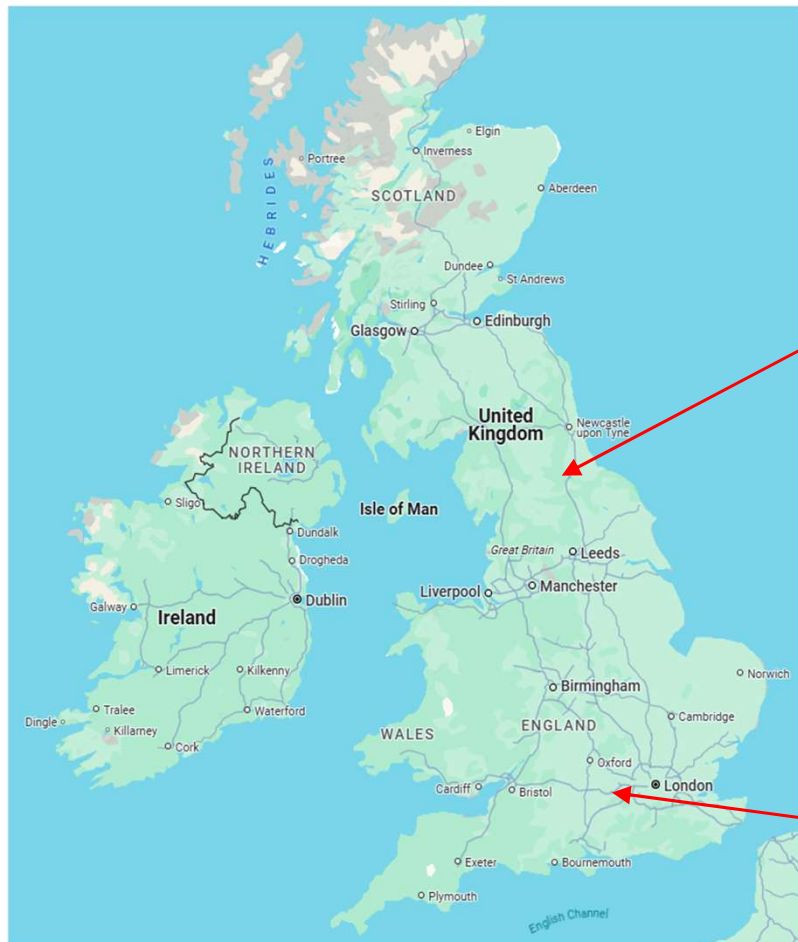 Elgin
Inverness
Portree
HEBRIDES
SCOTLAND
Aberdeen
Dundee
St Andrews
Stirling
Glasgow
Edinburgh
United
Kingdom
Newcastle
upon Tyne
NORTHERN
IRELAND
Sligo
Isle of Man
Dundalk
Great Britain
Leeds
Drogheda
Liverpool
Manchester
Galway
Ireland
Dublin
Limerick
Kilkenny
Norwich
Birmingham
Tralee
Waterford
Cambridge
Dingle
Killarney
WALES
ENGLAND
Cork
Oxford
Cardiff
Bristol
London
Exeter
Bournemouth
Plymouth
English Channel